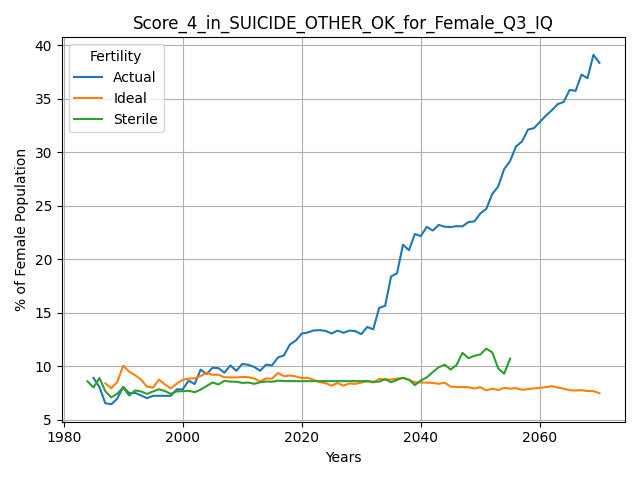 Score_4_in_SUICIDE_OTHER_OK_for_Female_Q3_IQ
Fertility
Actual
Ideal
Sterile
% of Female Population
40
35
30
25
20
15
10
5
1980
2000
2020
2040
2060
Years